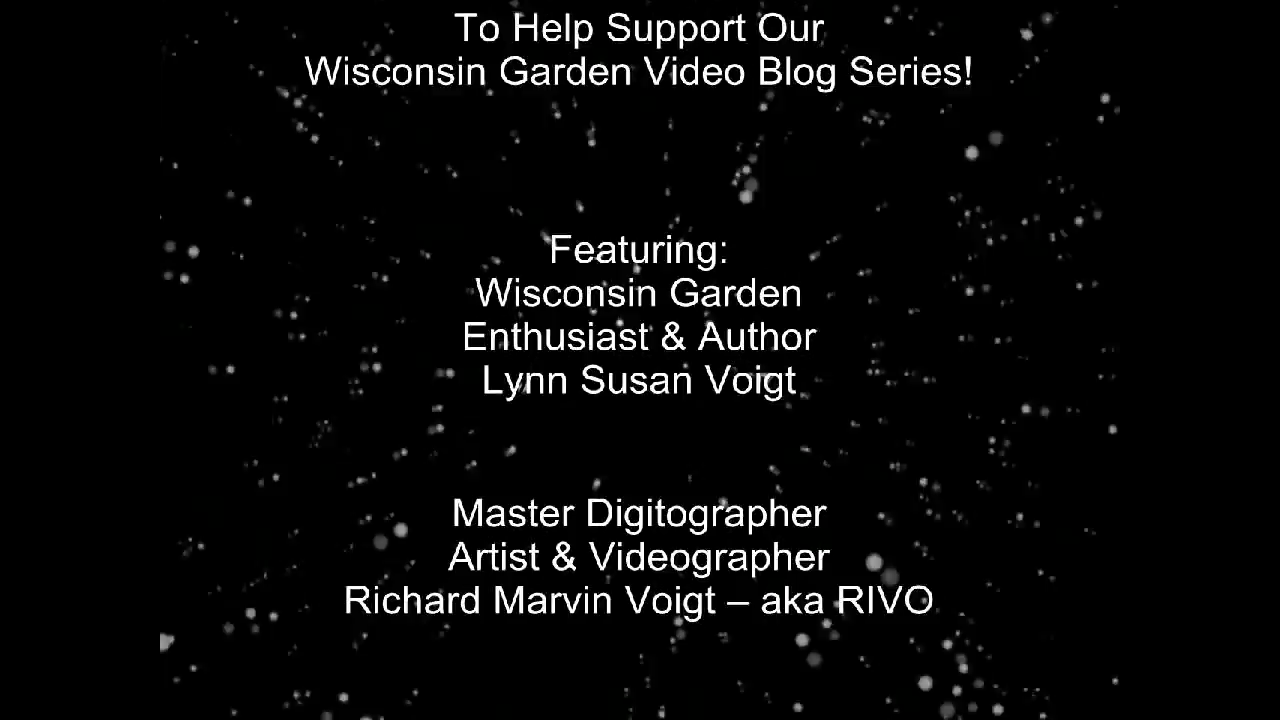 To Help Support Our
Wisconsin Garden Video Blog Series!
Featuring:
Wisconsin Garden
Enthusiast & Author
Lynn Susan Voigt
Master Digitographer
Artist & Videographer
Richard Marvin Voigt – aka RIVO